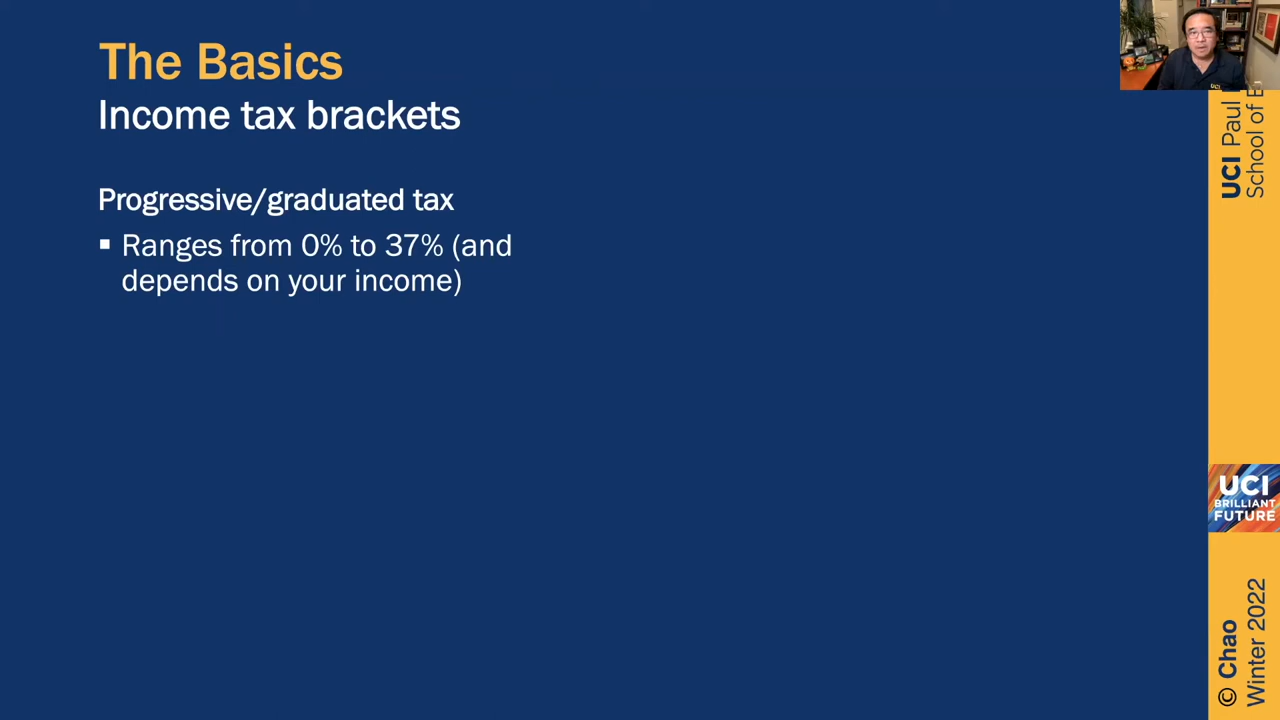 The Basics
Income tax brackets
Progressive/graduated tax
▪ Ranges from 0% to 37% (and
depends on your income)
UCI Paul
School of
UCI
BRILLIANT
FUTURE
© Chao
Winter 2022